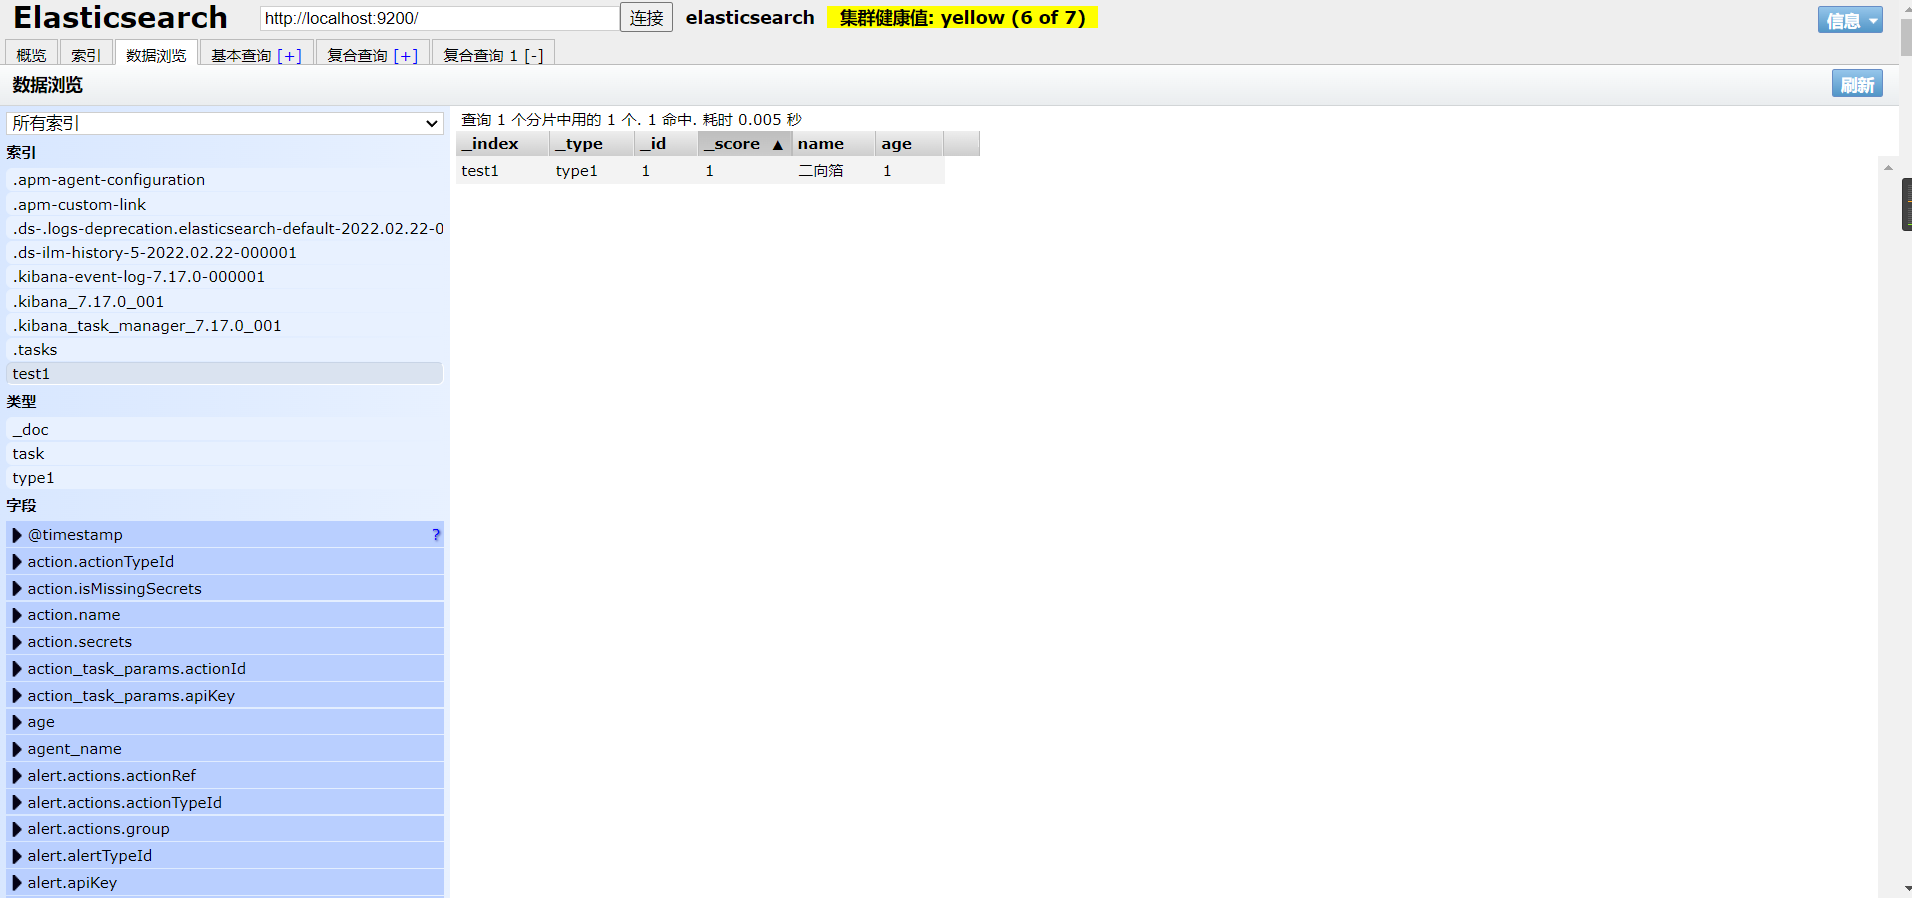 Elasticsearch http://localhost:9200/ 连接 elasticsearch 集群健康值: yellow (6 of 7) 信息
概览 索引 数据浏览 基本查询 [+] 复合查询 [+] 复合查询 1 [-]
数据浏览 刷新
所有索引
索引
.apm-agent-configuration
.apm-custom-link
.ds-.logs-deprecation.elasticsearch-default-2022.02.22-0
.ds-ilm-history-5-2022.02.22-000001
.kibana-event-log-7.17.0-000001
.kibana_7.17.0_001
.kibana_task_manager_7.17.0_001
.tasks
test1
类型
_doc
task
type1
字段
@timestamp ?
action.actionTypeId
action.isMissingSecrets
action.name
action.secrets
action_task_params.actionId
action_task_params.apiKey
age
agent_name
alert.actions.actionRef
alert.actions.actionTypeId
alert.actions.group
alert.alertTypeId
alert.apiKey
查询 1 个分片中用的 1 个. 1 命中. 耗时 0.005 秒
_index _type _id _score ▲ name age
test1 type1 1 1 二向箔 1